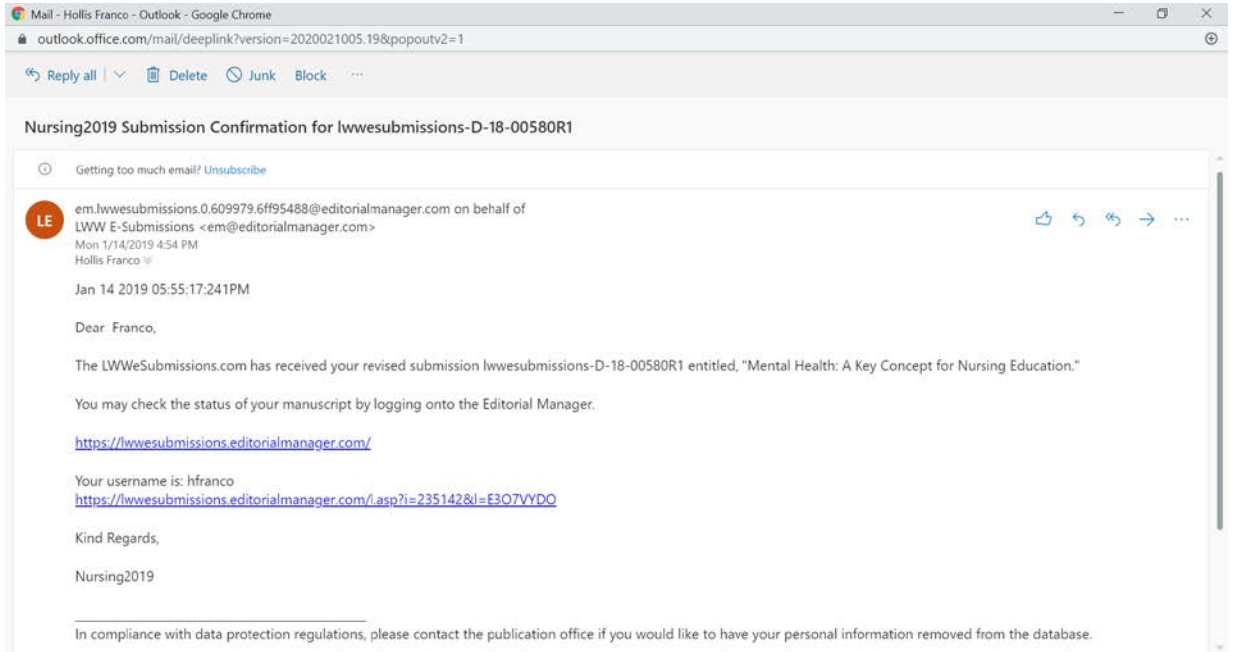 Mail - Hollis Franco - Outlook - Google Chrome
outlook.office.com/mail/deeplink?version=2020021005.19&popoutv2=1
Reply all Delete Junk Block ...
Nursing2019 Submission Confirmation for lwwesubmissions-D-18-00580R1
Getting too much email? Unsubscribe
LE
em.lwwesubmissions.0.609979.6ff95488@editorialmanager.com on behalf of
LWW E-Submissions <em@editorialmanager.com>
Mon 1/14/2019 4:54 PM
Hollis Franco
Jan 14 2019 05:55:17:241PM
Dear Franco,
The LWWeSubmissions.com has received your revised submission lwwesubmissions-D-18-00580R1 entitled, "Mental Health: A Key Concept for Nursing Education."
You may check the status of your manuscript by logging onto the Editorial Manager.
https://lwwesubmissions.editorialmanager.com/
Your username is: hfranco
https://lwwesubmissions.editorialmanager.com/l.asp?i=235142&l=E3O7VYDO
Kind Regards,
Nursing2019
In compliance with data protection regulations, please contact the publication office if you would like to have your personal information removed from the database.